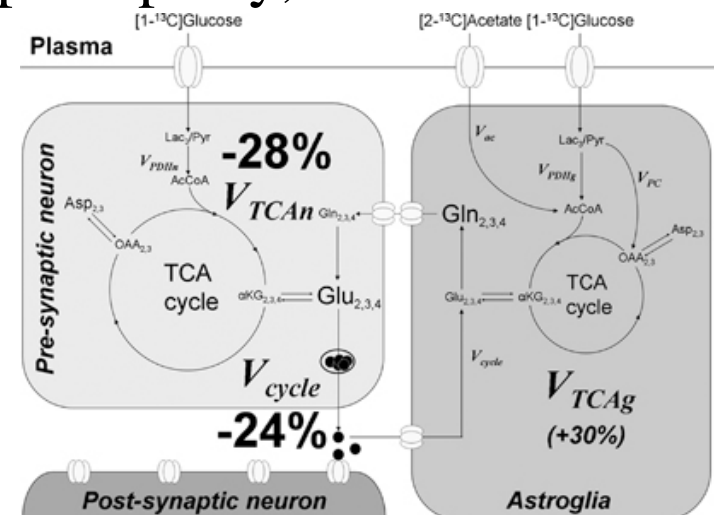 [1-¹³C]Glucose
[2-¹³C]Acetate [1-¹³C]Glucose
Plasma
Pre-synaptic neuron
Lac₃/Pyr
-28%
V_PDHn
AcCoA
V_TCAn
Asp₂,₃
OAA₂,₃
TCA
cycle
αKG₂,₃,₄
Gln₂,₃,₄
Glu₂,₃,₄
V_cycle
-24%
Post-synaptic neuron
V_ac
Lac₃/Pyr
V_PDHg
V_PC
AcCoA
Gln₂,₃,₄
Asp₂,₃
OAA₂,₃
Glu₂,₃,₄
αKG₂,₃,₄
TCA
cycle
V_cycle
V_TCAg
(+30%)
Astroglia